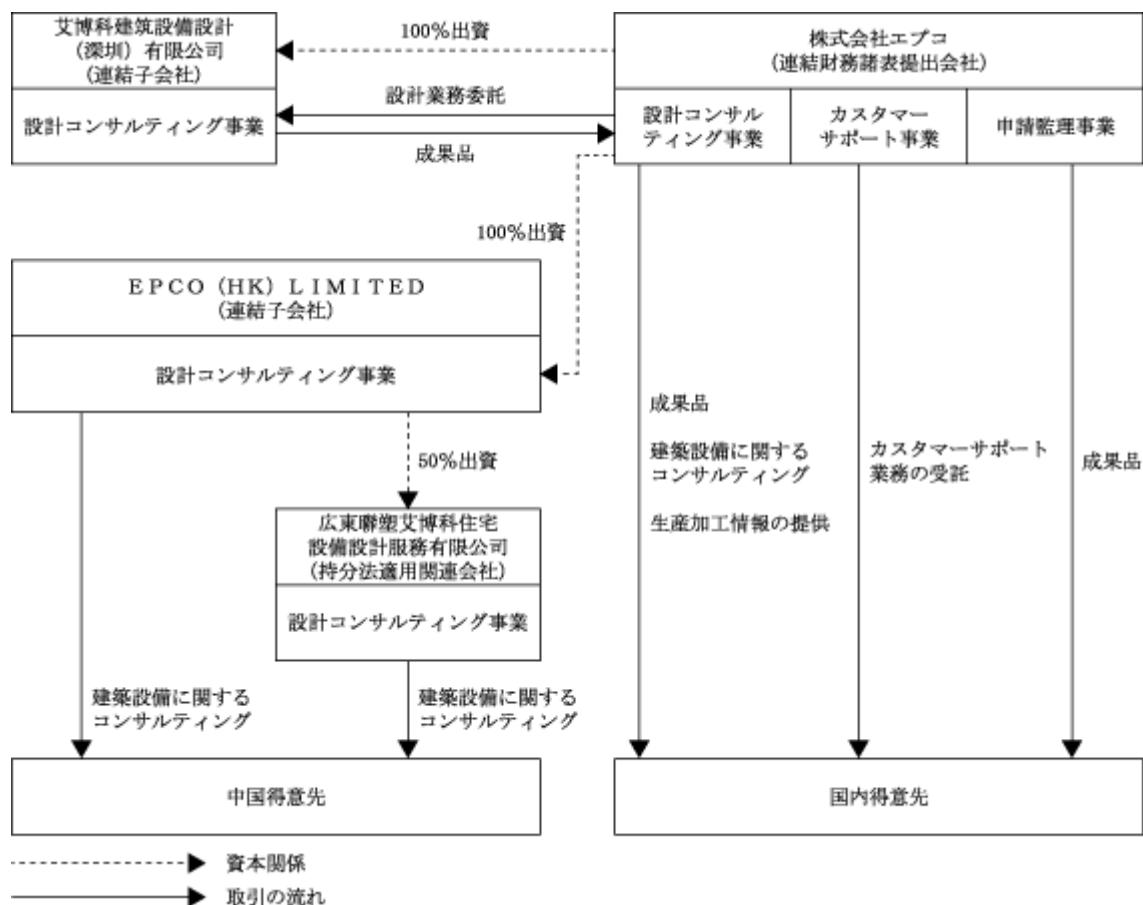 艾博科建筑設備設計
(深圳)有限公司
(連結子会社)
設計コンサルティング事業
100%出資
設計業務委託
成果品
株式会社エプコ
(連結財務諸表提出会社)
設計コンサル
ティング事業
カスタマー
サポート事業
申請監理事業
100%出資
EPCO(HK)LIMITED
(連結子会社)
設計コンサルティング事業
50%出資
広東聯塑艾博科住宅
設備設計服務有限公司
(持分法適用関連会社)
設計コンサルティング事業
建築設備に関する
コンサルティング
建築設備に関する
コンサルティング
成果品
建築設備に関する
コンサルティング
生産加工情報の提供
カスタマーサポート
業務の受託
成果品
中国得意先
国内得意先
資本関係
取引の流れ